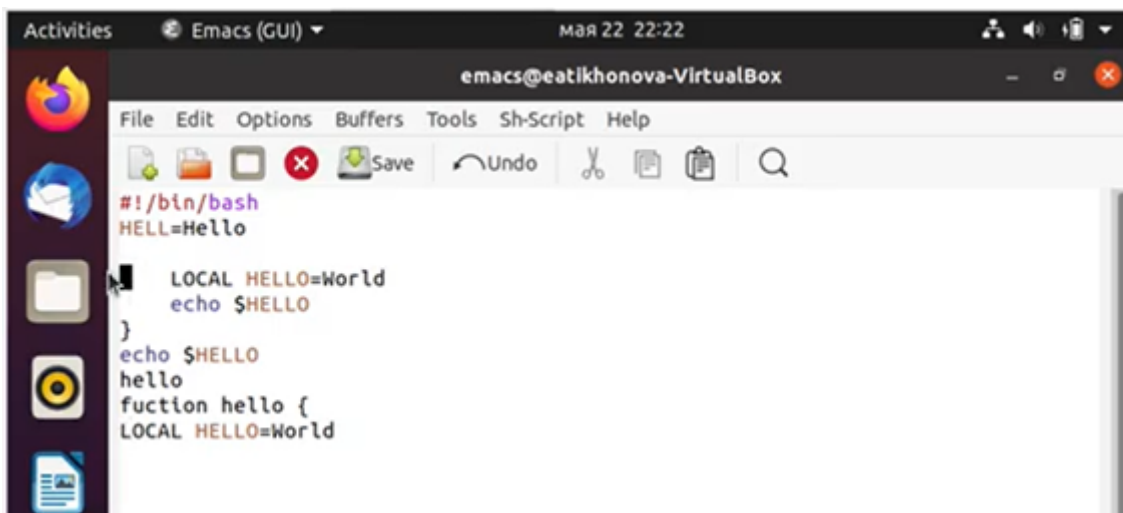 Activities Emacs (GUI) мая 22 22:22
emacs@eatikhonova-VirtualBox
File Edit Options Buffers Tools Sh-Script Help
Save Undo
#!/bin/bash
HELL=Hello
LOCAL HELLO=World
echo $HELLO
}
echo $HELLO
hello
fuction hello {
LOCAL HELLO=World